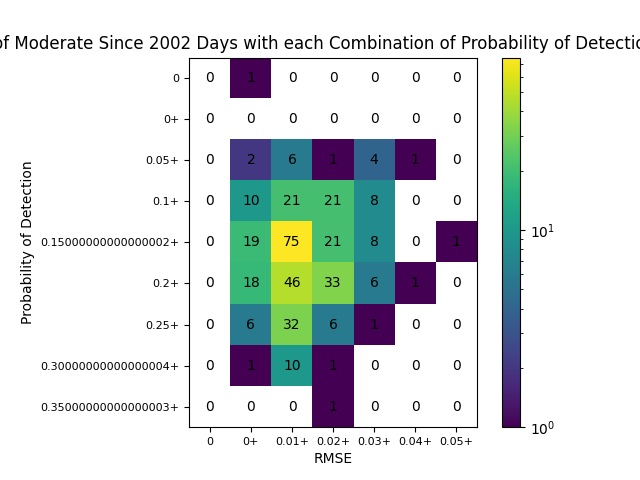 of Moderate Since 2002 Days with each Combination of Probability of Detectio
0 0 1 0 0 0 0 0
0+ 0 0 0 0 0 0 0
0.05+ 0 2 6 1 4 1 0
0.1+ 0 10 21 21 8 0 0
0.15000000000000002+ 0 19 75 21 8 0 1
0.2+ 0 18 46 33 6 1 0
0.25+ 0 6 32 6 1 0 0
0.30000000000000004+ 0 1 10 1 0 0 0
0.35000000000000003+ 0 0 0 1 0 0 0
0 0+ 0.01+ 0.02+ 0.03+ 0.04+ 0.05+
RMSE
Probability of Detection
10¹
10⁰